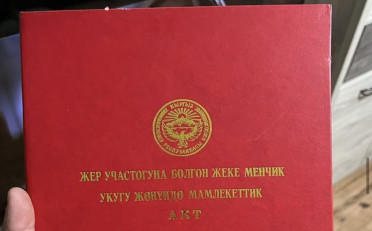 ЖЕР УЧАСТОГУНА БОЛГОН ЖЕКЕ МЕНЧИК
УКУГУ ЖӨНҮНДӨ МАМЛЕКЕТТИК
АКТ